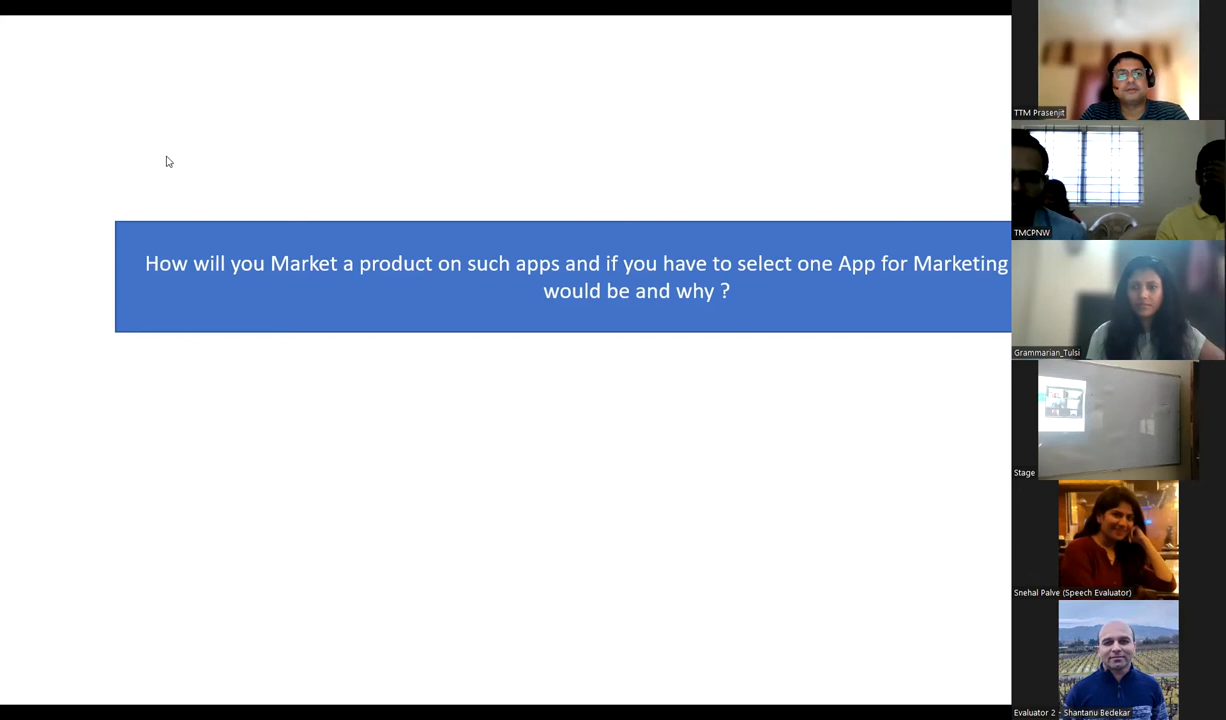 How will you Market a product on such apps and if you have to select one App for Marketing
would be and why ?
TTM Prasenjit
TMCPNW
Grammarian_Tulsi
Stage
Snehal Palve (Speech Evaluator)
Evaluator 2 - Shantanu Bedekar